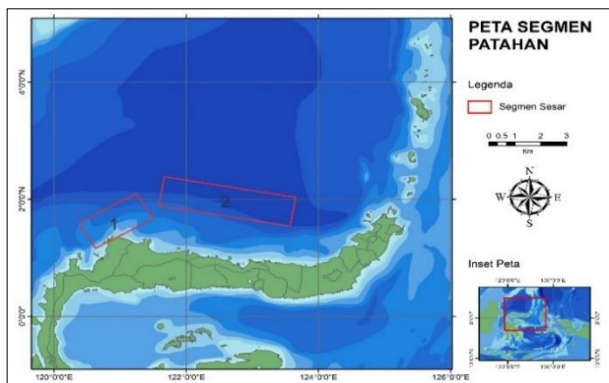 PETA SEGMEN
PATAHAN
Legenda
Segmen Sesar
0 0.5 1 2 3
Km
N
W E
S
Inset Peta
4°0'0"N
2°0'0"N
0°0'0"
120°0'0"E
122°0'0"E
124°0'0"E
126°0'0"E
1
2